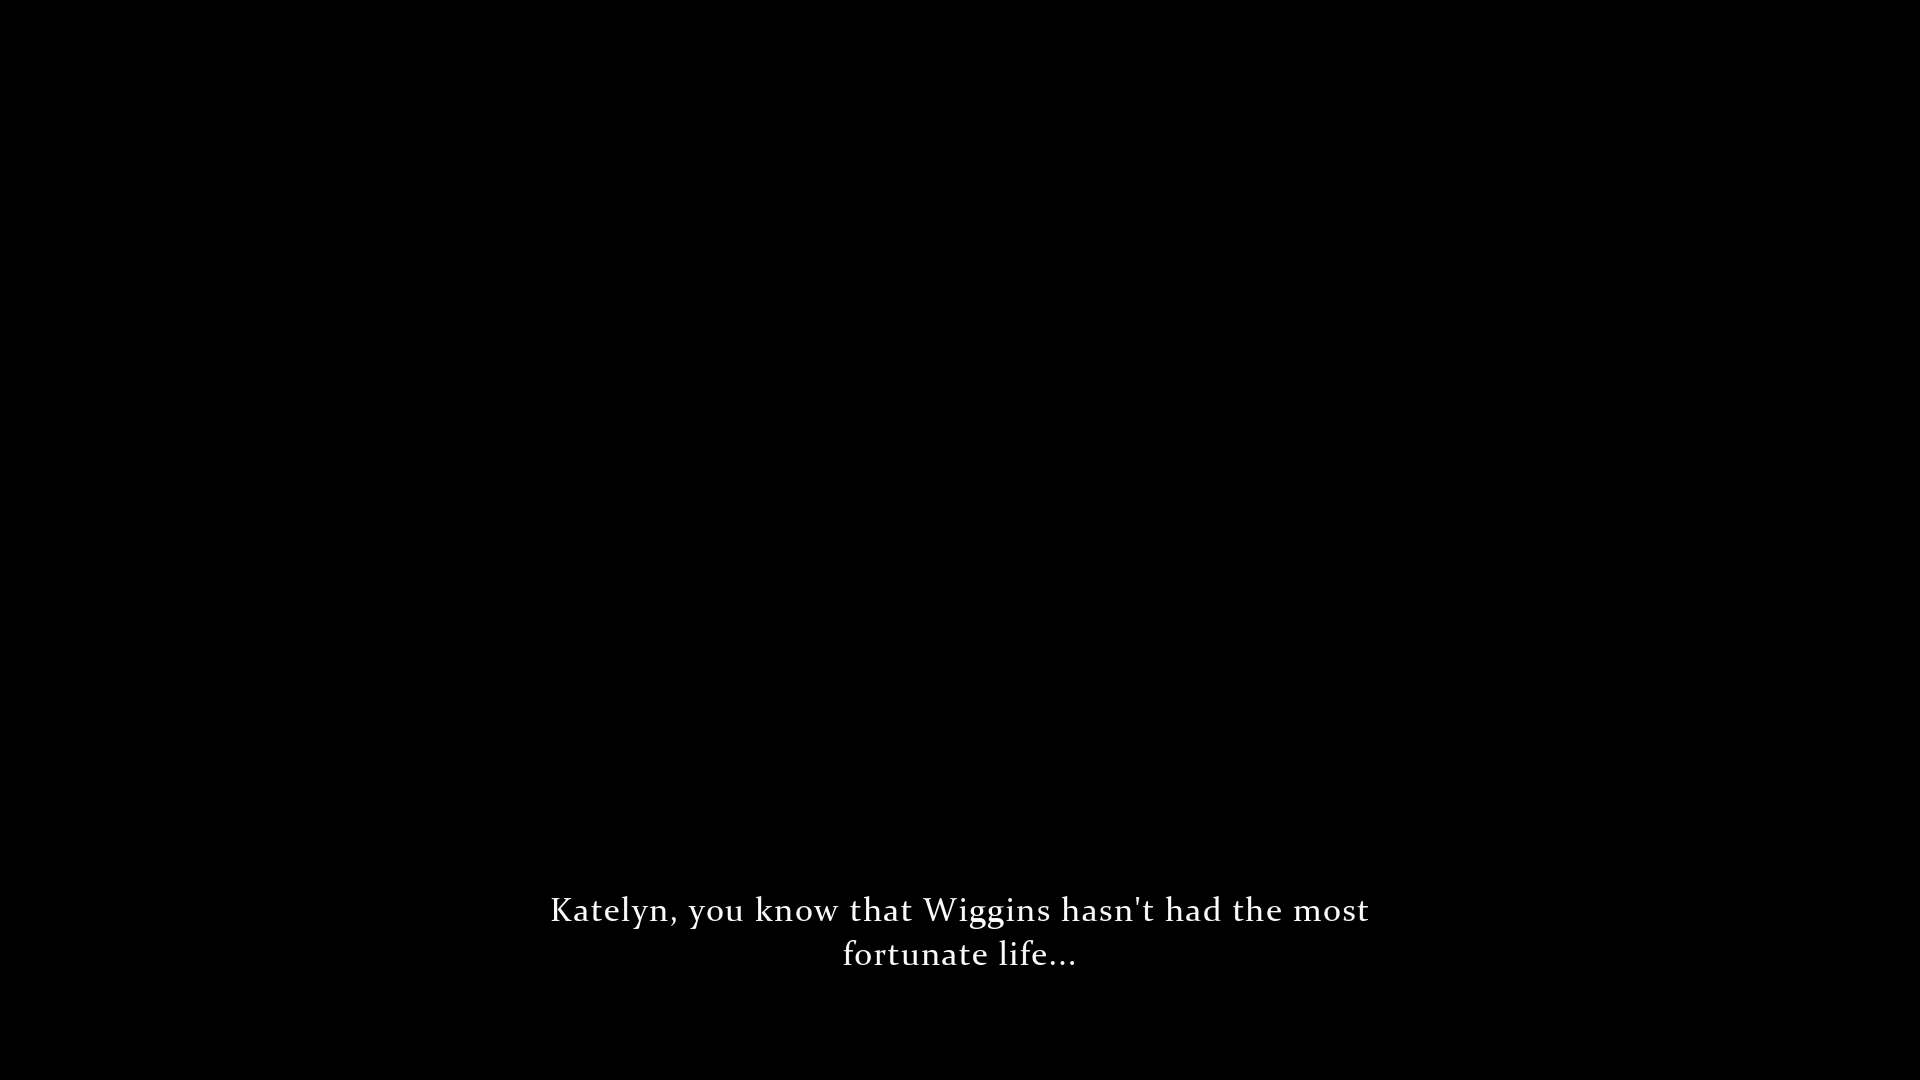 Katelyn, you know that Wiggins hasn't had the most
fortunate life...